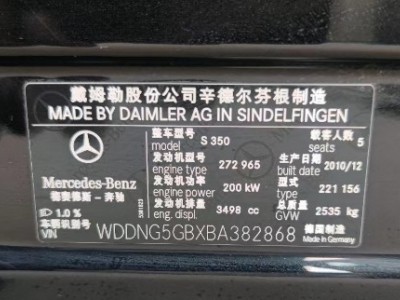 戴姆勒股份公司辛德尔芬根制造
MADE BY DAIMLER AG IN SINDELFINGEN
整车型号 model S 350 载客人数 seats 5
发动机型号 engine type 272 965 生产日期 built date 2010/12
发动机功率 power 200 kW 型式 type 221 156
发动机排量 eng. displ. 3498 cc 总质量 GVW 2535 kg
Mercedes-Benz
梅赛德斯-奔驰
1.0 %
车辆识别号
VIN WDDNG5GBXBA382868
德国制造
Made in Germany